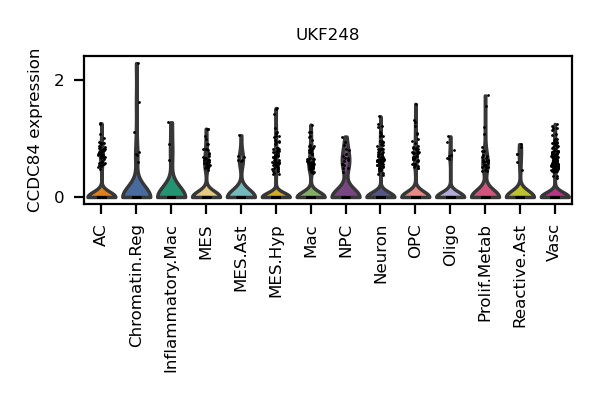 UKF248
CCDC84 expression
2
0
AC
Chromatin.Reg
Inflammatory.Mac
MES
MES.Ast
MES.Hyp
Mac
NPC
Neuron
OPC
Oligo
Prolif.Metab
Reactive.Ast
Vasc